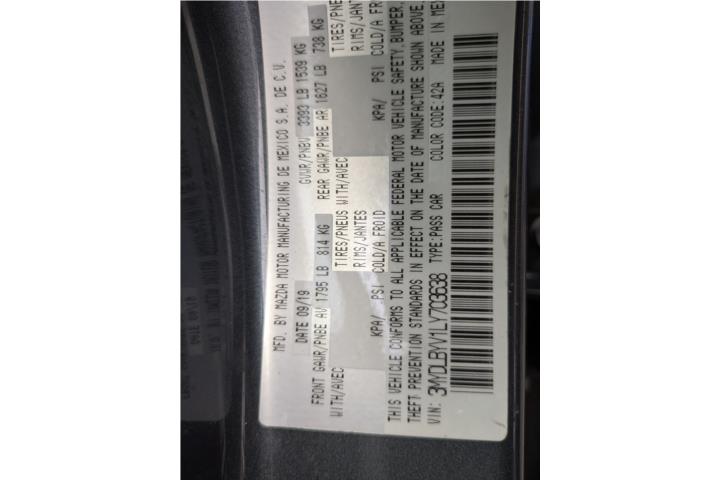 MFD. BY MAZDA MOTOR MANUFACTURING DE MEXICO S.A. DE C.V.
DATE 09/19 GVWR/PNBV 3393 LB 1539 KG
FRONT GAWR/PNBE AV 1795 LB 814 KG REAR GAWR/PNBE AR 1627 LB 738 KG
WITH/AVEC TIRES/PNEUS WITH/AVEC TIRES/PNE
RIMS/JANTES RIMS/JANT
KPA/ PSI COLD/A FROID KPA/ PSI COLD/A FROI
THIS VEHICLE CONFORMS TO ALL APPLICABLE FEDERAL MOTOR VEHICLE SAFETY, BUMPER,
THEFT PREVENTION STANDARDS IN EFFECT ON THE DATE OF MANUFACTURE SHOWN ABOVE.
VIN: 3MVDLBYV1LY703638 TYPE:PASS CAR COLOR CODE:42A MADE IN ME